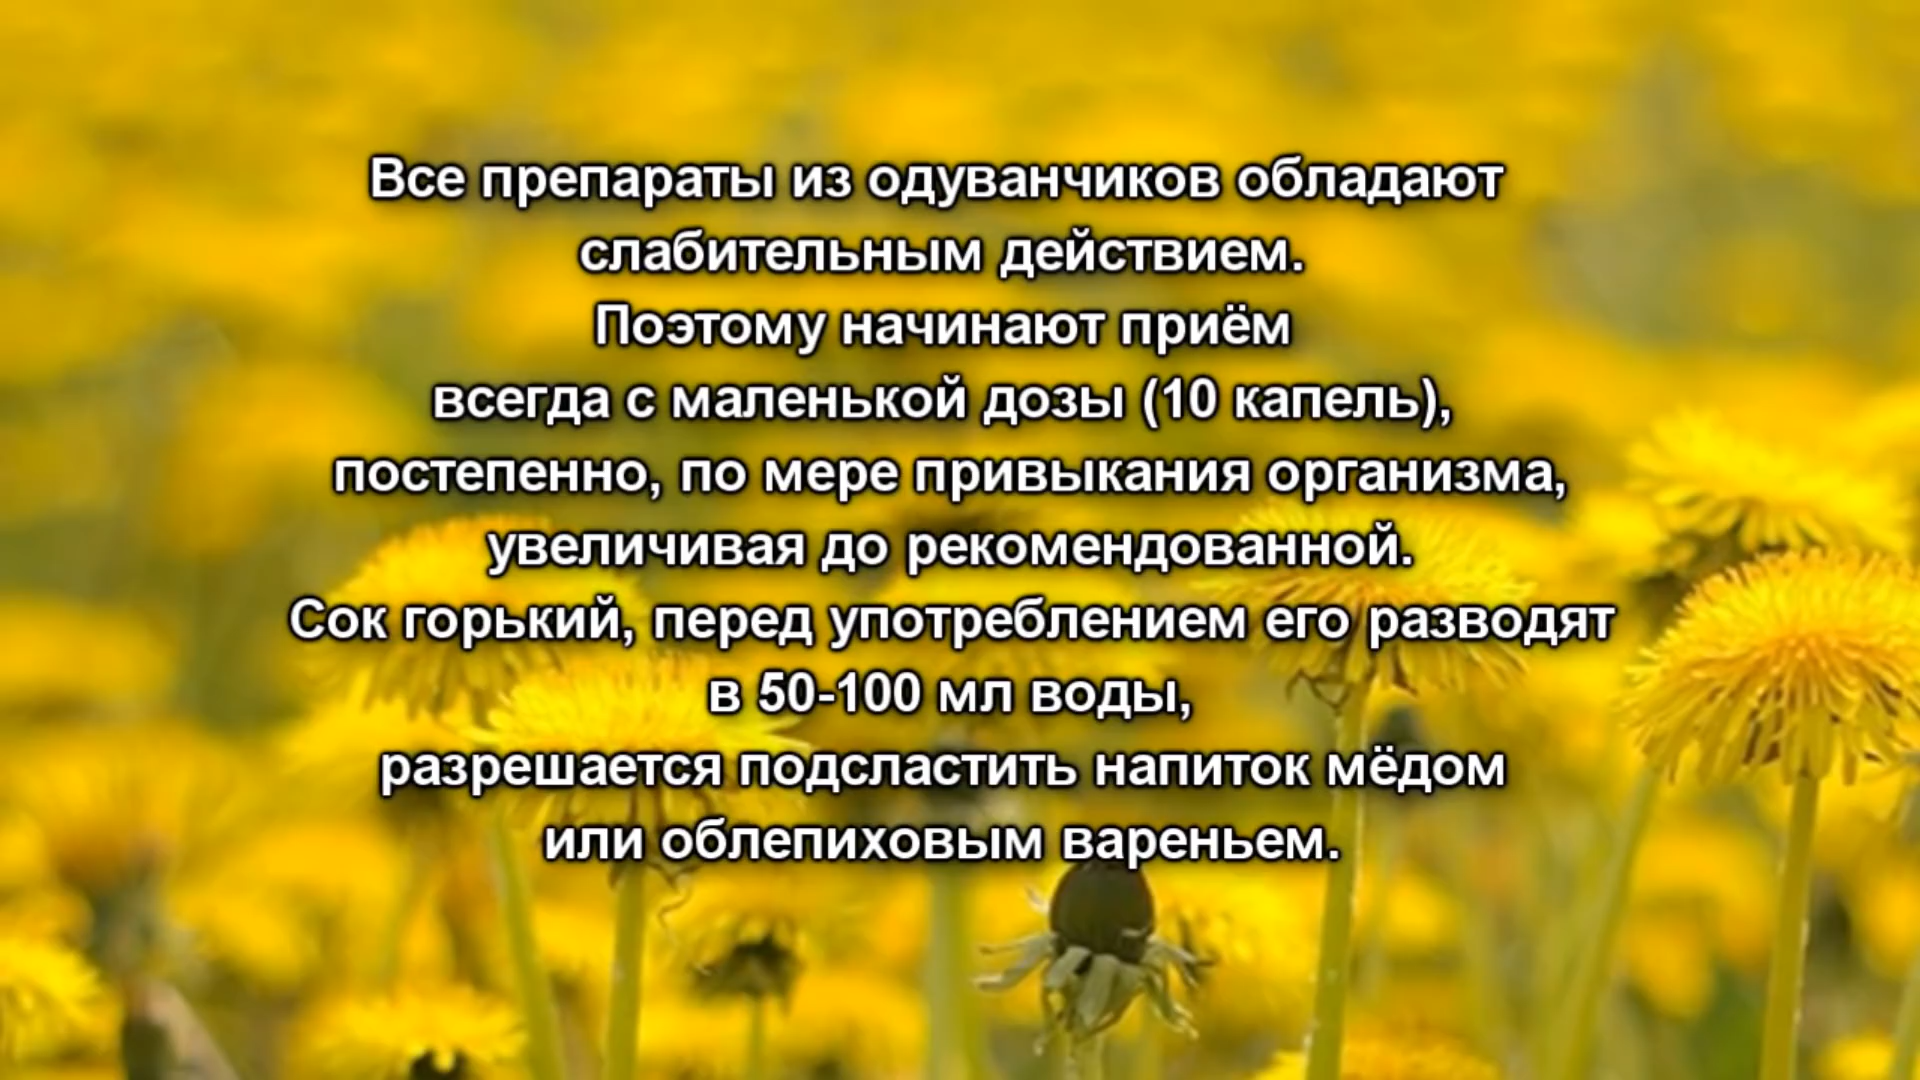 Все препараты из одуванчиков обладают
слабительным действием.
Поэтому начинают приём
всегда с маленькой дозы (10 капель),
постепенно, по мере привыкания организма,
увеличивая до рекомендованной.
Сок горький, перед употреблением его разводят
в 50-100 мл воды,
разрешается подсластить напиток мёдом
или облепиховым вареньем.